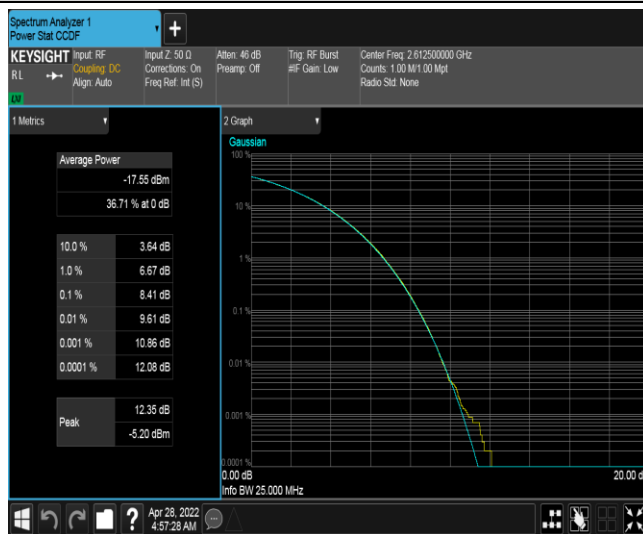 Spectrum Analyzer 1
Power Stat CCDF
+
KEYSIGHT
RL
Input: RF
Coupling: DC
Align: Auto
Input Z: 50 Ω
Corrections: On
Freq Ref: Int (S)
Atten: 46 dB
Preamp: Off
Trig: RF Burst
#IF Gain: Low
Center Freq: 2.612500000 GHz
Counts: 1.00 M/1.00 Mpt
Radio Std: None
1 Metrics
Average Power
-17.55 dBm
36.71 % at 0 dB
10.0 % 3.64 dB
1.0 % 6.67 dB
0.1 % 8.41 dB
0.01 % 9.61 dB
0.001 % 10.86 dB
0.0001 % 12.08 dB
Peak
12.35 dB
-5.20 dBm
2 Graph
Gaussian
100 %
10 %
1 %
0.1 %
0.01 %
0.001 %
0.0001 %
0.00 dB
20.00 d
Info BW 25.000 MHz
?
Apr 28, 2022
4:57:28 AM